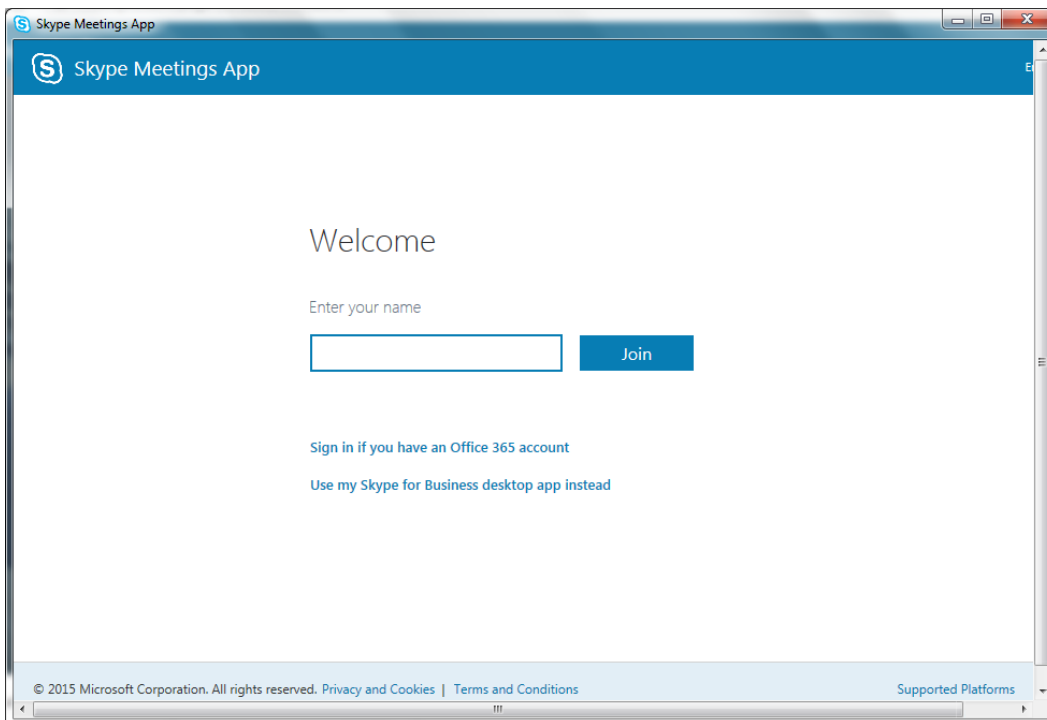 Skype Meetings App
Skype Meetings App
Welcome
Enter your name
Join
Sign in if you have an Office 365 account
Use my Skype for Business desktop app instead
© 2015 Microsoft Corporation. All rights reserved. Privacy and Cookies | Terms and Conditions Supported Platforms